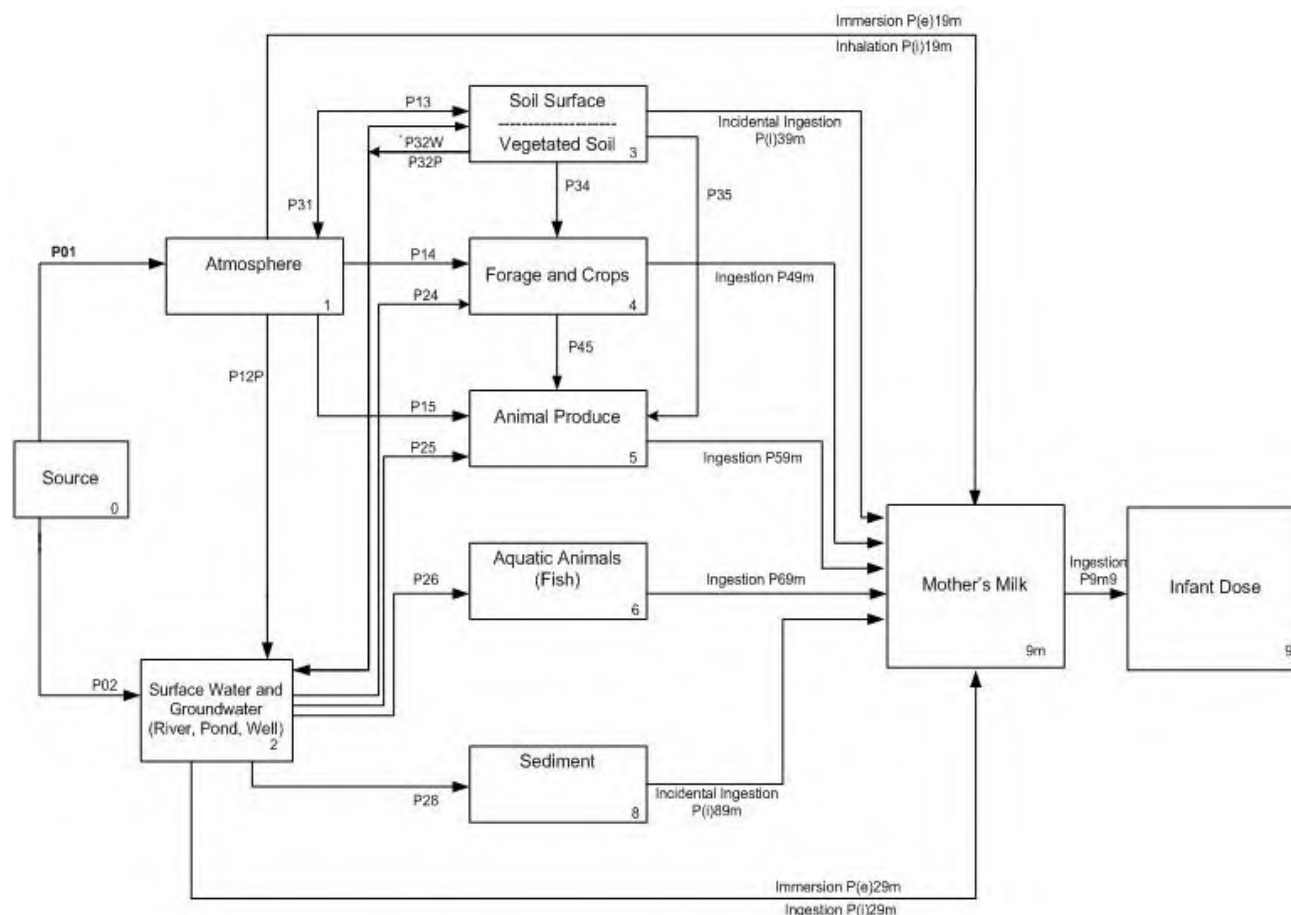 Immersion P(e)19m
Inhalation P(i)19m
P13
Soil Surface
Vegetated Soil
3
Incidental Ingestion
P(i)39m
P32W
P32P
P34
P35
P31
P01
Atmosphere
1
P14
Forage and Crops
4
Ingestion P49m
P24
P45
P12P
P15
Animal Produce
5
P25
Ingestion P59m
Source
0
Aquatic Animals
(Fish)
6
P26
Ingestion P69m
Mother's Milk
9m
Ingestion
P9m9
Infant Dose
9
P02
Surface Water and
Groundwater
(River, Pond, Well)
2
Sediment
8
P28
Incidental Ingestion
P(i)89m
Immersion P(e)29m
Ingestion P(i)29m